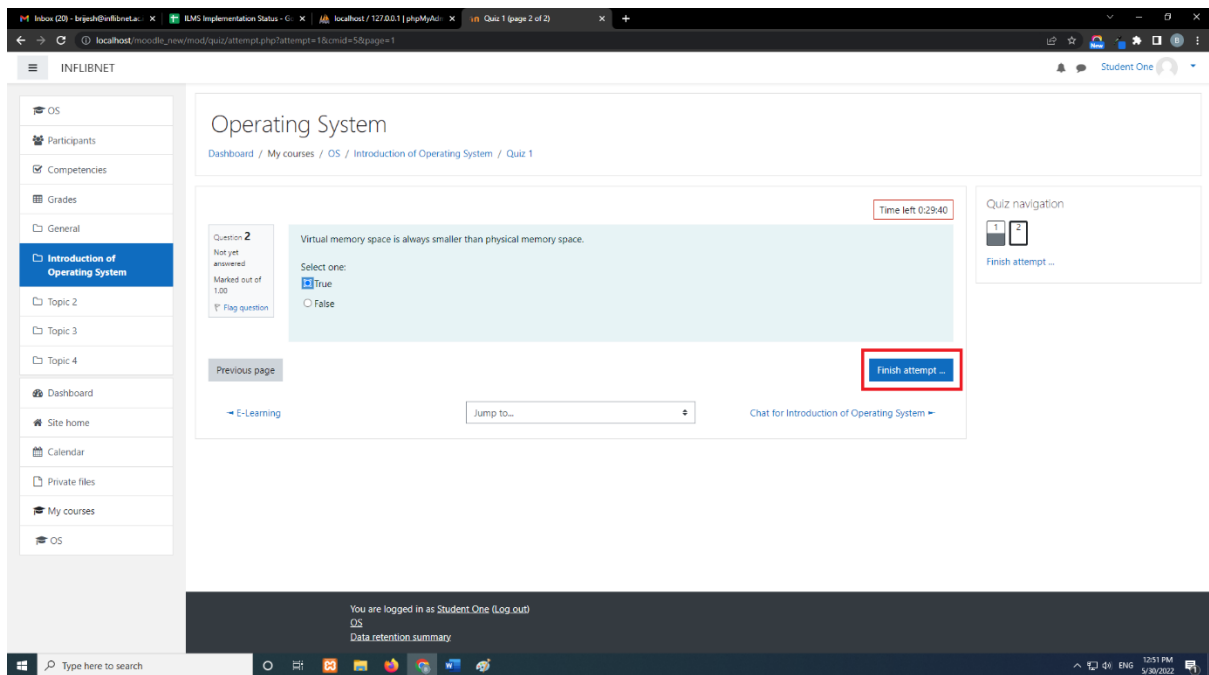 Inbox (20) - brijesh@inflibnet.ac. ILMS Implementation Status - G localhost / 127.0.0.1 | phpMyAdm Quiz 1 (page 2 of 2)
localhost/moodle_new/mod/quiz/attempt.php?attempt=1&cmid=5&page=1 New B
INFLIBNET Student One
OS
Participants
Competencies
Grades
General
Introduction of
Operating System
Topic 2
Topic 3
Topic 4
Dashboard
Site home
Calendar
Private files
My courses
OS
Operating System
Dashboard / My courses / OS / Introduction of Operating System / Quiz 1
Time left 0:29:40
Question 2
Not yet
answered
Marked out of
1.00
Flag question
Virtual memory space is always smaller than physical memory space.
Select one:
True
False
Previous page
Finish attempt ...
◄ E-Learning
Jump to...
Chat for Introduction of Operating System ►
Quiz navigation
1 2
Finish attempt ...
You are logged in as Student One (Log out)
OS
Data retention summary
Type here to search
ENG
12:51 PM
5/30/2022